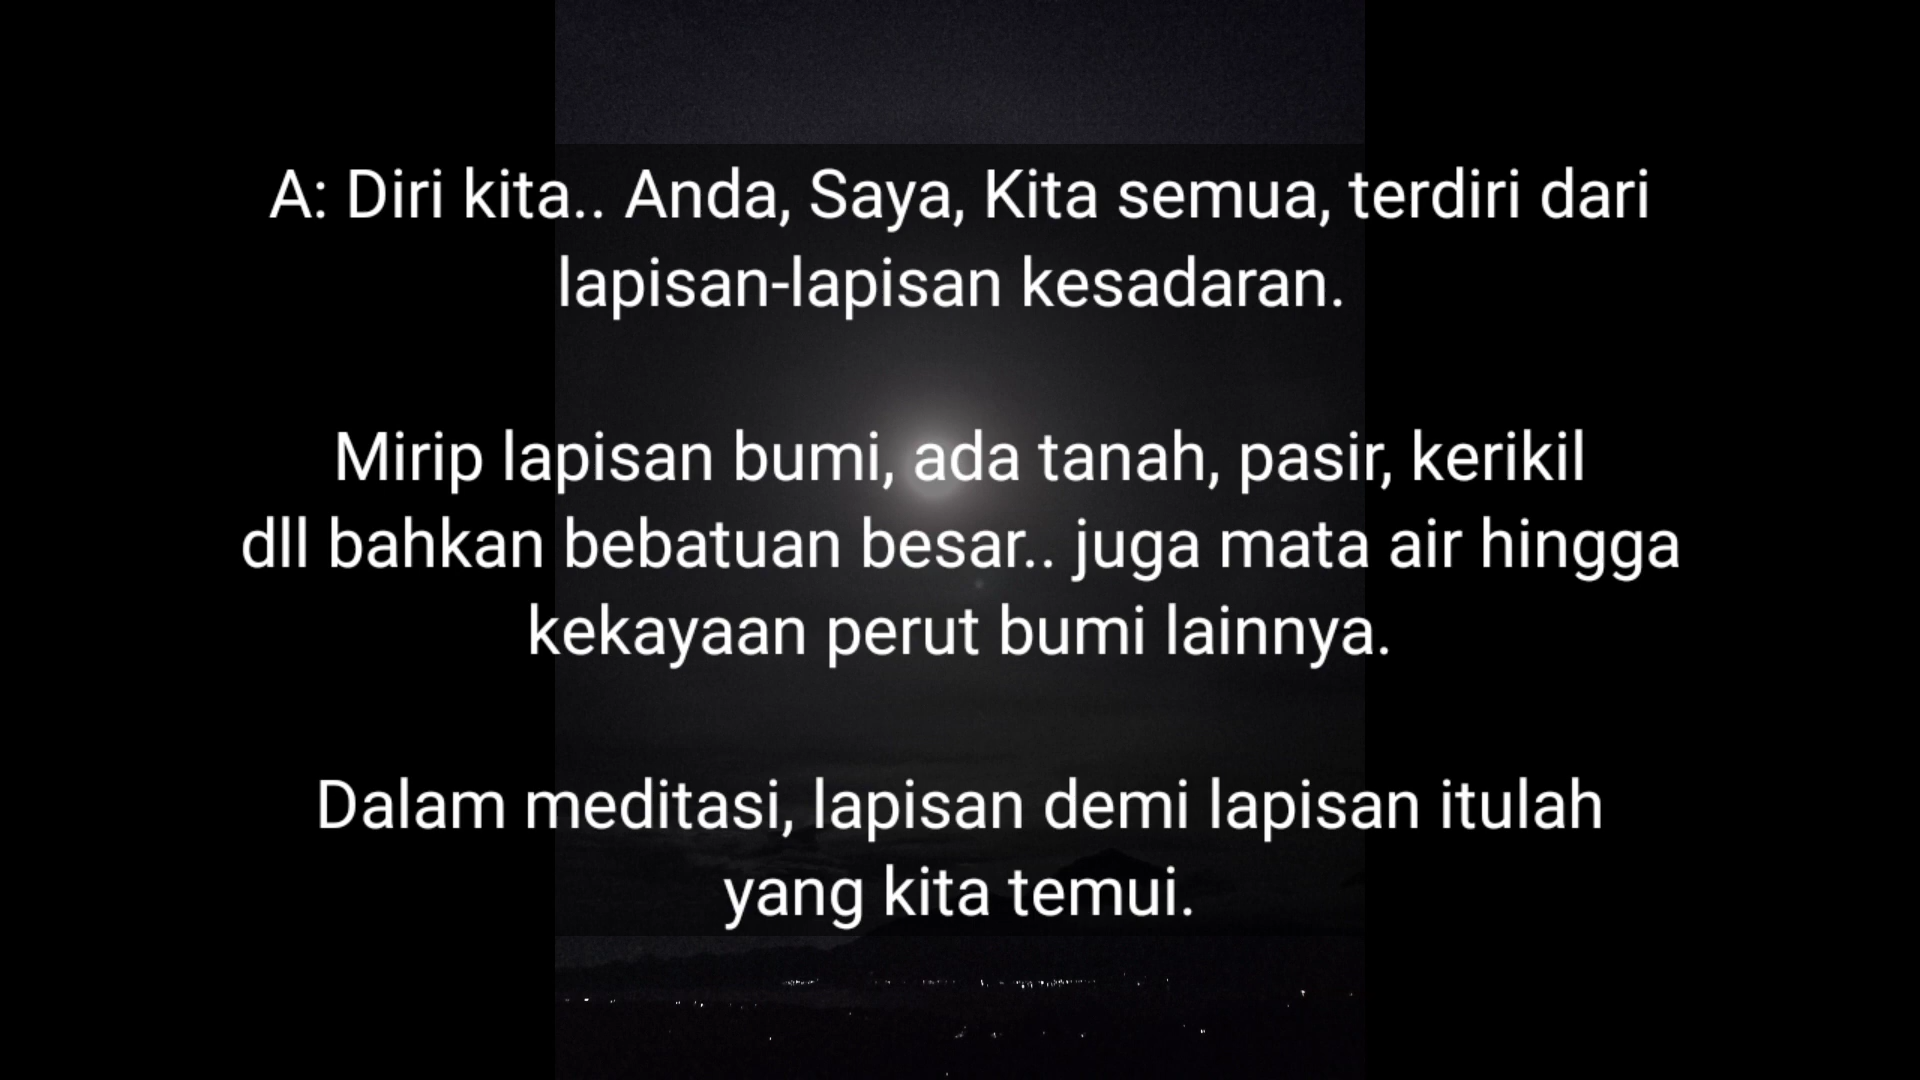 A: Diri kita.. Anda, Saya, Kita semua, terdiri dari
lapisan-lapisan kesadaran.
Mirip lapisan bumi, ada tanah, pasir, kerikil
dll bahkan bebatuan besar.. juga mata air hingga
kekayaan perut bumi lainnya.
Dalam meditasi, lapisan demi lapisan itulah
yang kita temui.